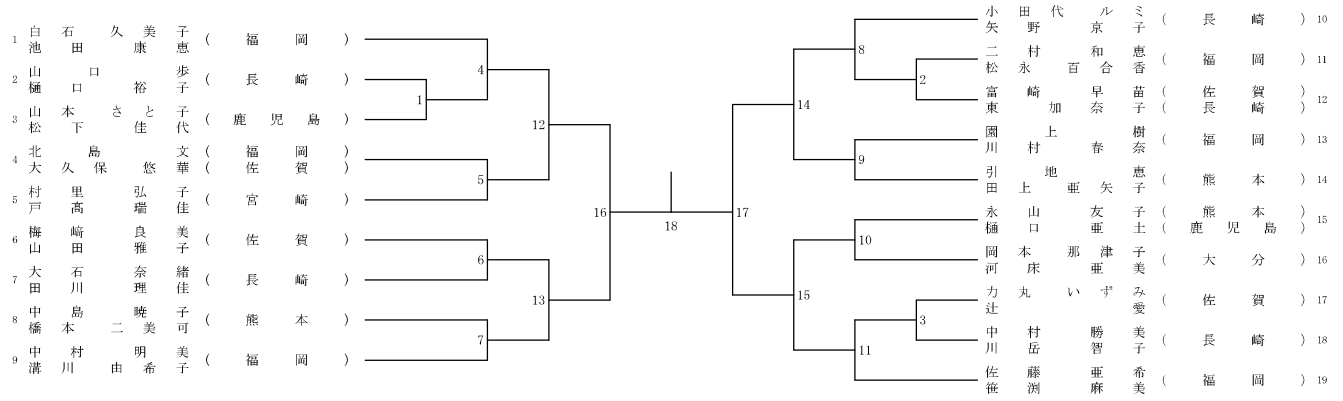 白石久美子
1 (福岡)
池田康恵
山口歩
2 (長崎)
樋口裕子
山本さと子
3 (鹿児島)
松下佳代
北島文 (福岡)
4
大久保悠華 (佐賀)
村里弘子
5 (宮崎)
戸髙瑞佳
梅﨑良美
6 (佐賀)
山田雅子
大石奈緒
7 (長崎)
田川理佳
中島暁子
8 (熊本)
橋本二美可
中村明美
9 (福岡)
溝川由希子
1
4
5
6
7
12
13
16
18
17
14
15
8
9
10
11
2
3
小田代ルミ
(長崎) 10
矢野京子
二村和恵
(福岡) 11
松永百合香
富崎早苗 (佐賀)
12
東加奈子 (長崎)
園上樹
(福岡) 13
川村春奈
引地恵
(熊本) 14
田上亜矢子
永山友子 (熊本)
15
樋口亜土 (鹿児島)
岡本那津子
(大分) 16
河床亜美
力丸いずみ
(佐賀) 17
辻愛
中村勝美
(長崎) 18
川岳智子
佐藤亜希
(福岡) 19
笹渕麻美